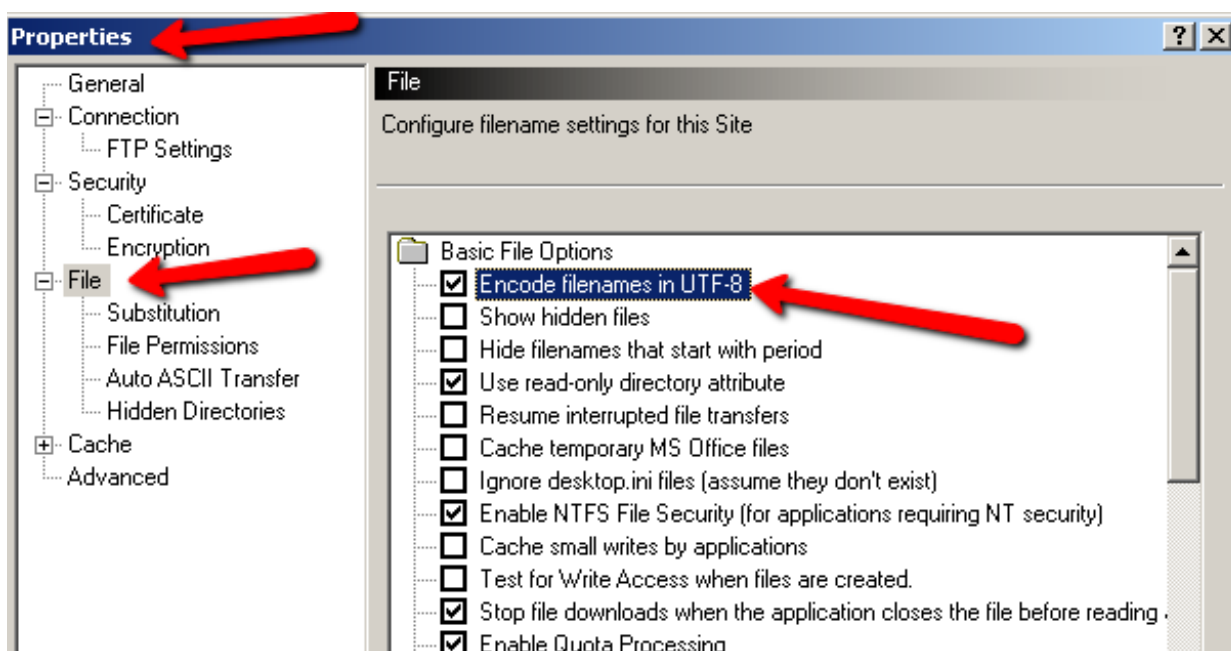 Properties
General
Connection
FTP Settings
Security
Certificate
Encryption
File
Substitution
File Permissions
Auto ASCII Transfer
Hidden Directories
Cache
Advanced
File
Configure filename settings for this Site
Basic File Options
Encode filenames in UTF-8
Show hidden files
Hide filenames that start with period
Use read-only directory attribute
Resume interrupted file transfers
Cache temporary MS Office files
Ignore desktop.ini files (assume they don't exist)
Enable NTFS File Security (for applications requiring NT security)
Cache small writes by applications
Test for Write Access when files are created.
Stop file downloads when the application closes the file before reading
Enable Quota Processing